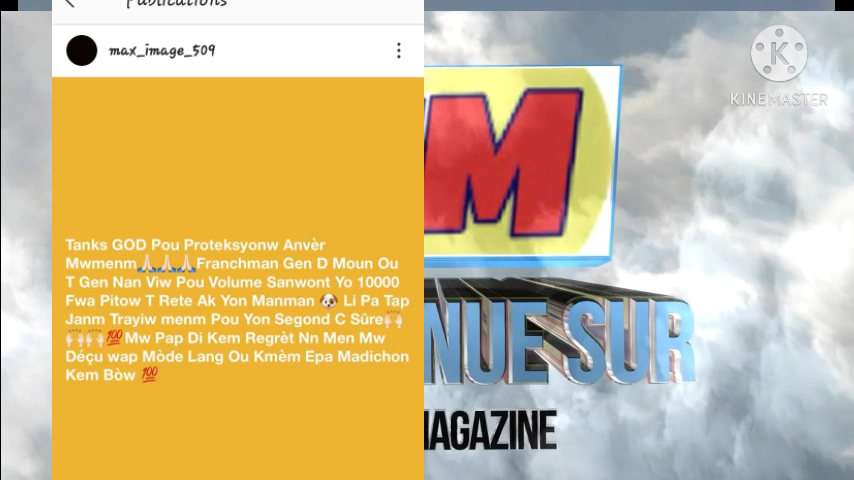 Publications
max_image_509
Tanks GOD Pou Proteksyonw Anvèr
Mwmenm🙏🏻🙏🏻🙏🏻Franchman Gen D Moun Ou
T Gen Nan Viw Pou Volume Sanwont Yo 10000
Fwa Pitow T Rete Ak Yon Manman 🐶 Li Pa Tap
Janm Trayiw menm Pou Yon Segond C Sûre🙌🏻
🙌🏻🙌🏻💯 Mw Pap Di Kem Regrèt Nn Men Mw
Déçu wap Mòde Lang Ou Kmèm Epa Madichon
Kem Bòw 💯
M
NUE SUR
MAGAZINE
KINEMASTER